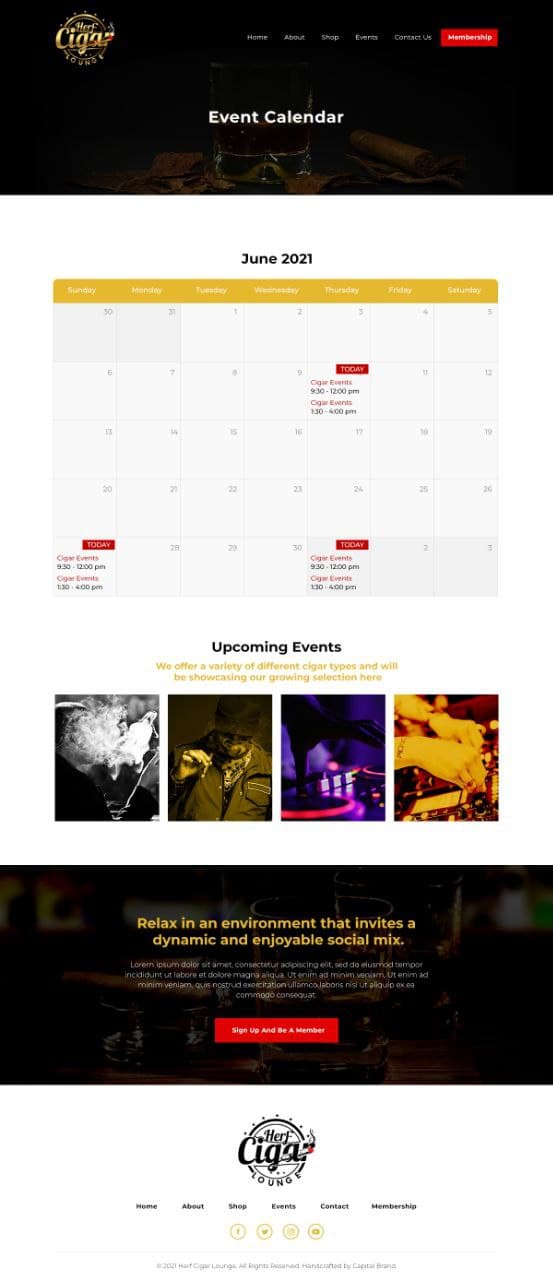 Herf
Cigar
LOUNGE
Home About Shop Events Contact Us Membership
Event Calendar
June 2021
Sunday Monday Tuesday Wednesday Thursday Friday Saturday
30 31 1 2 3 4 5
6 7 8 9 TODAY 11 12
Cigar Events
9:30 - 12:00 pm
Cigar Events
1:30 - 4:00 pm
13 14 15 16 17 18 19
20 21 22 23 24 25 26
TODAY 28 29 30 TODAY 2 3
Cigar Events Cigar Events
9:30 - 12:00 pm 9:30 - 12:00 pm
Cigar Events Cigar Events
1:30 - 4:00 pm 1:30 - 4:00 pm
Upcoming Events
We offer a variety of different cigar types and will
be showcasing our growing selection here
Relax in an environment that invites a
dynamic and enjoyable social mix.
Lorem ipsum dolor sit amet, consectetur adipiscing elit, sed do eiusmod tempor
incididunt ut labore et dolore magna aliqua. Ut enim ad minim veniam, Ut enim ad
minim veniam, quis nostrud exercitation ullamco laboris nisi ut aliquip ex ea
commodo consequat.
Sign Up And Be A Member
Herf
Cigar
LOUNGE
Home About Shop Events Contact Membership
© 2021 Herf Cigar Lounge. All Rights Reserved. Handcrafted by Capital Brand.